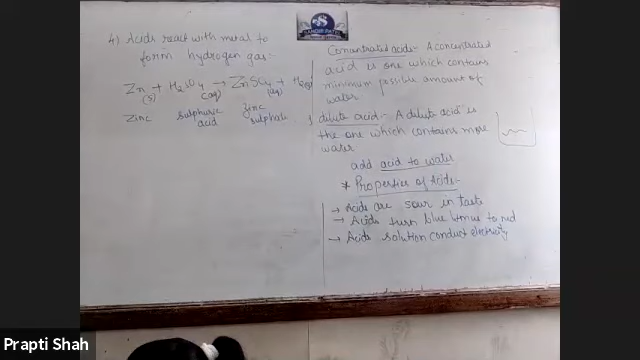 4) Acids react with metal to
form hydrogen gas:-
Zn + H2SO4 → ZnSO4 + H2(g)
(s) (aq) (aq)
Zinc sulphuric acid zinc sulphate
SANDIP PATEL
Concentrated acids:- A concentrated
acid is one which contains
minimum possible amount of
water
dilute acid:- A dilute acid is
the one which contains more
water
add acid to water
* Properties of Acids-
→ Acids are sour in taste
→ Acids turn blue litmus to red
→ Acids solution conduct electricity
Prapti Shah